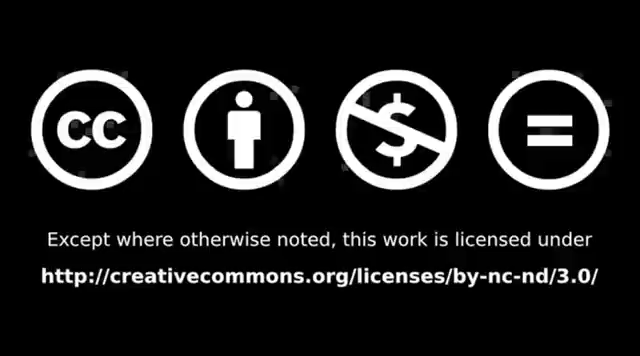 cc
$
=
Except where otherwise noted, this work is licensed under
http://creativecommons.org/licenses/by-nc-nd/3.0/